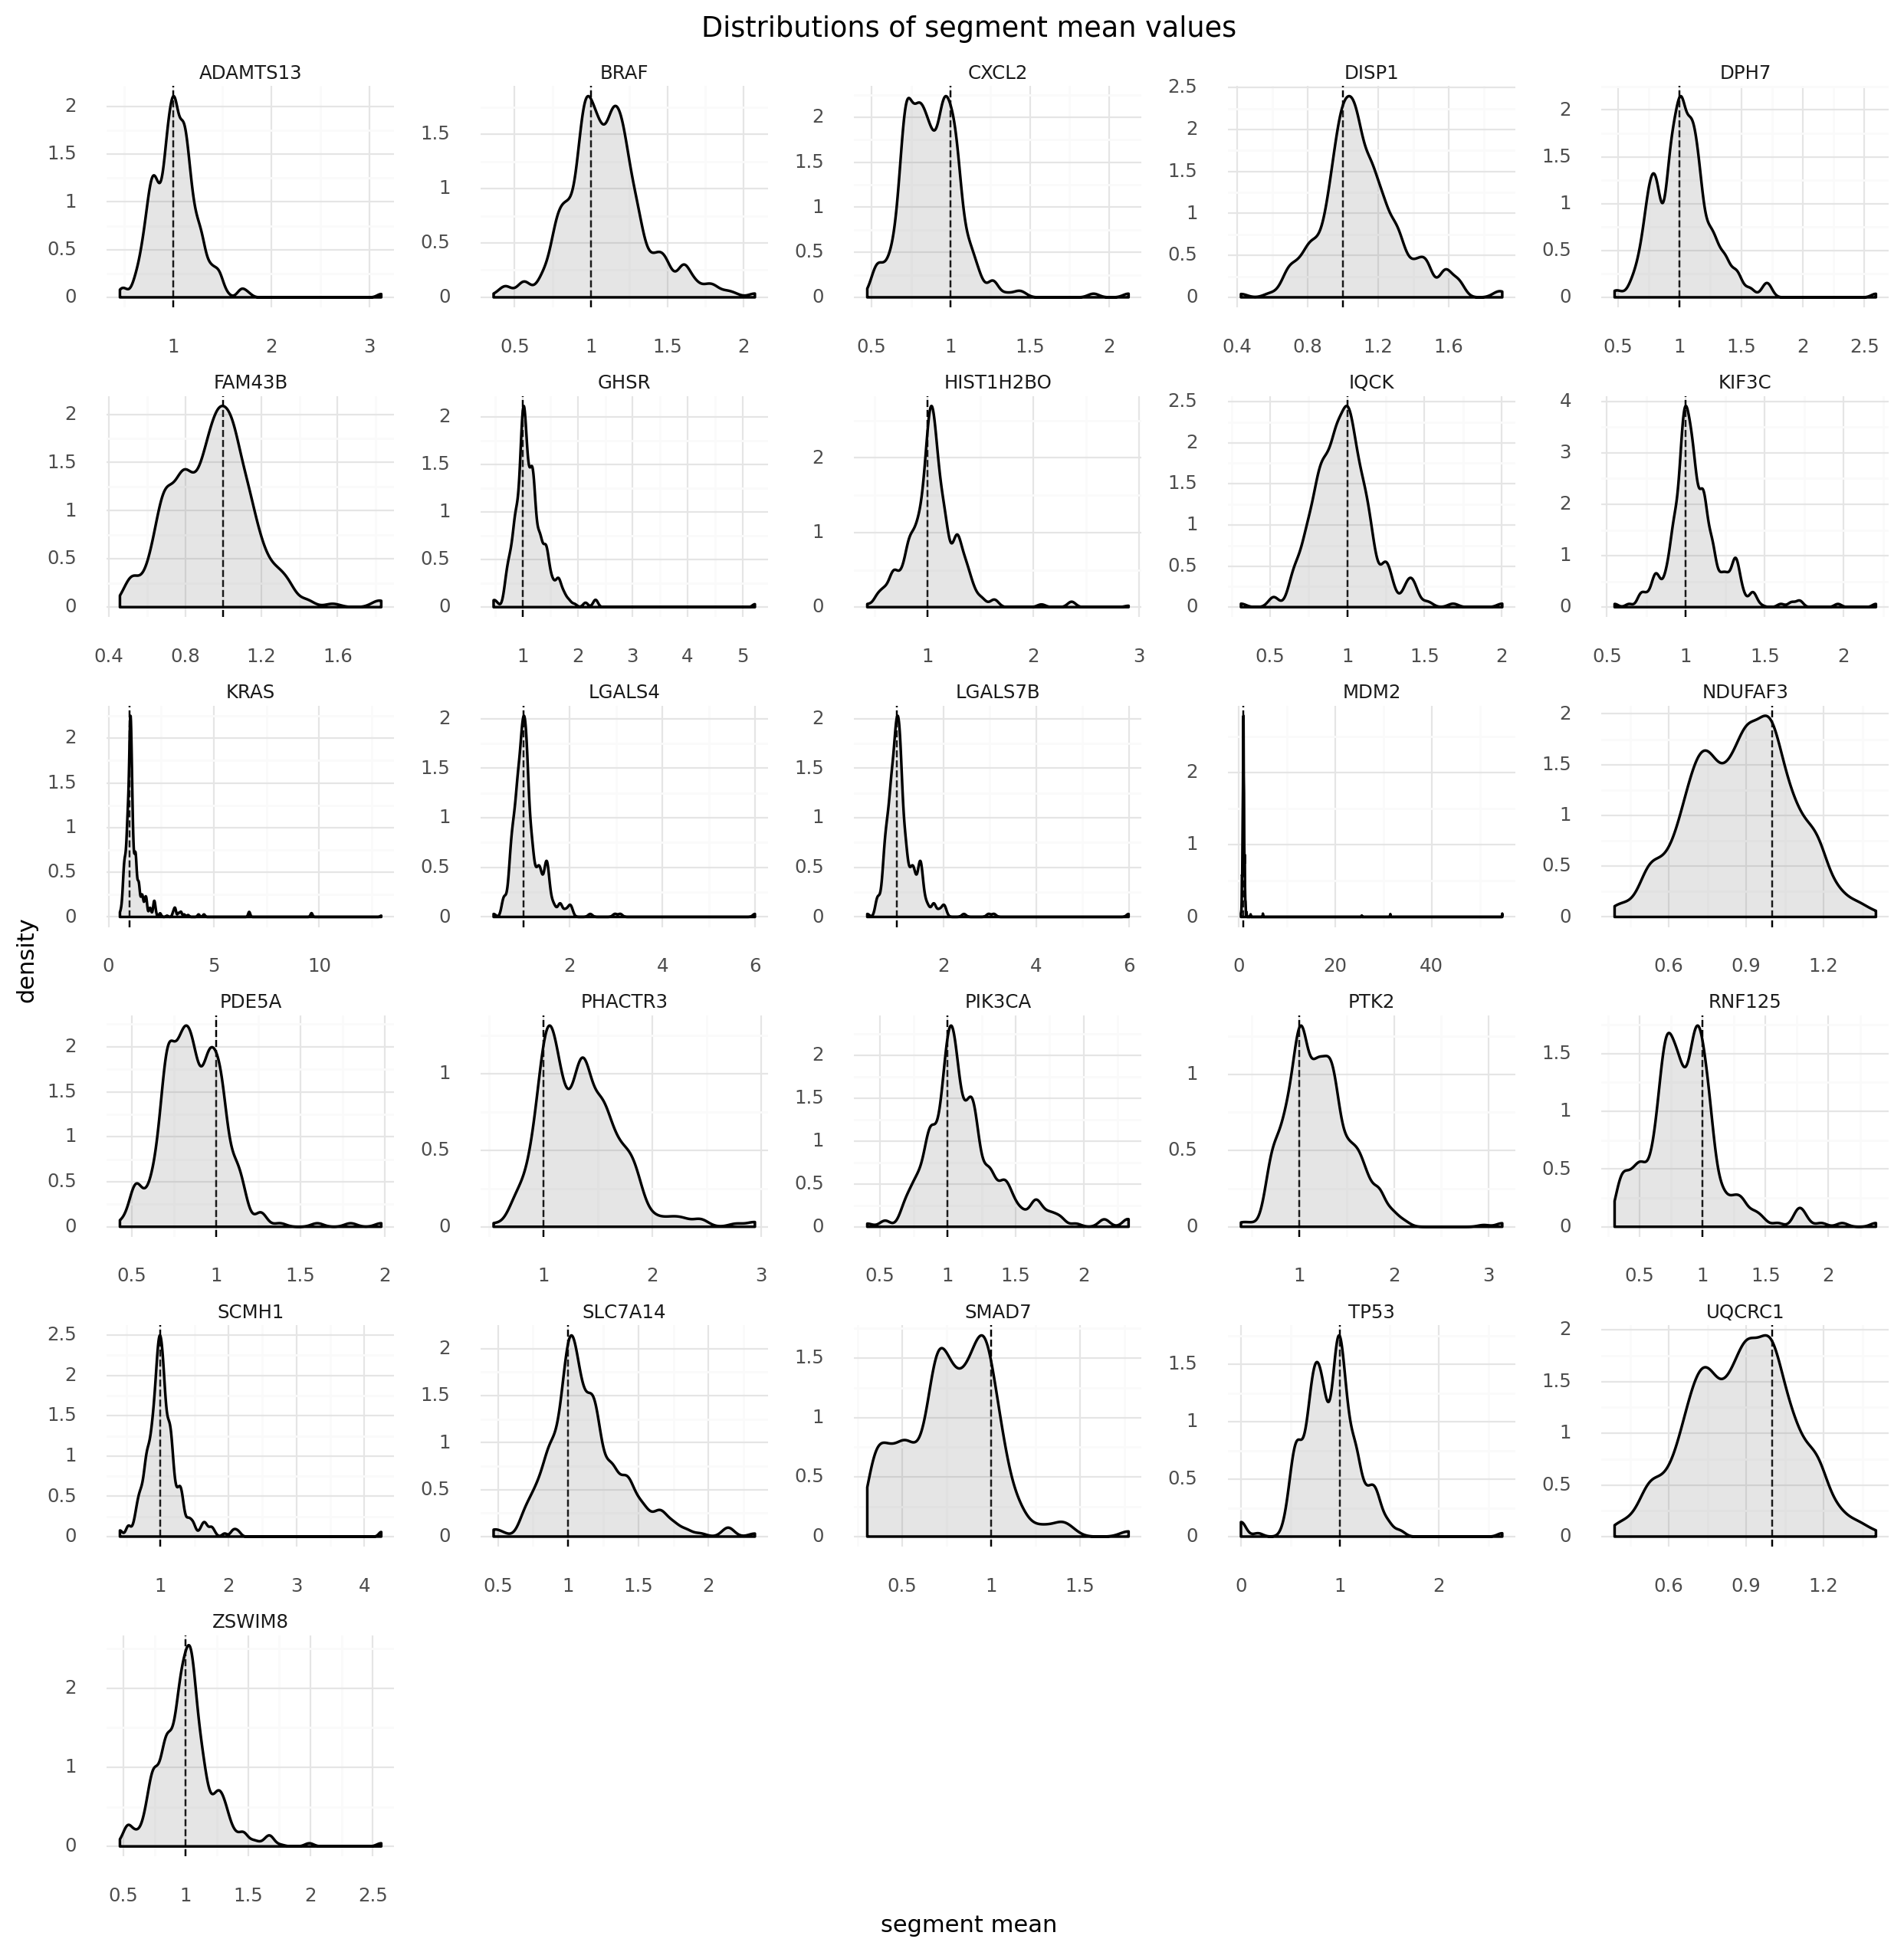 Distributions of segment mean values
ADAMTS13 BRAF CXCL2 DISP1 DPH7
2 1.5 1 0.5 0
1.5 1 0.5 0
2 1.5 1 0.5 0
2.5 2 1.5 1 0.5 0
2 1.5 1 0.5 0
1 2 3
0.5 1 1.5 2
0.5 1 1.5 2
0.4 0.8 1.2 1.6
0.5 1 1.5 2 2.5
FAM43B GHSR HIST1H2BO IQCK KIF3C
2 1.5 1 0.5 0
2 1.5 1 0.5 0
2 1 0
2.5 2 1.5 1 0.5 0
4 3 2 1 0
0.4 0.8 1.2 1.6
1 2 3 4 5
1 2 3
0.5 1 1.5 2
0.5 1 1.5 2
KRAS LGALS4 LGALS7B MDM2 NDUFAF3
2 1.5 1 0.5 0
2 1.5 1 0.5 0
2 1.5 1 0.5 0
2 1 0
2 1.5 1 0.5 0
0 5 10
2 4 6
2 4 6
0 20 40
0.6 0.9 1.2
density
PDE5A PHACTR3 PIK3CA PTK2 RNF125
2 1.5 1 0.5 0
1 0.5 0
2 1.5 1 0.5 0
1 0.5 0
1.5 1 0.5 0
0.5 1 1.5 2
1 2 3
0.5 1 1.5 2
1 2 3
0.5 1 1.5 2
SCMH1 SLC7A14 SMAD7 TP53 UQCRC1
2.5 2 1.5 1 0.5 0
2 1.5 1 0.5 0
1.5 1 0.5 0
1.5 1 0.5 0
2 1.5 1 0.5 0
1 2 3 4
0.5 1 1.5 2
0.5 1 1.5
0 1 2
0.6 0.9 1.2
ZSWIM8
2 1 0
0.5 1 1.5 2 2.5
segment mean